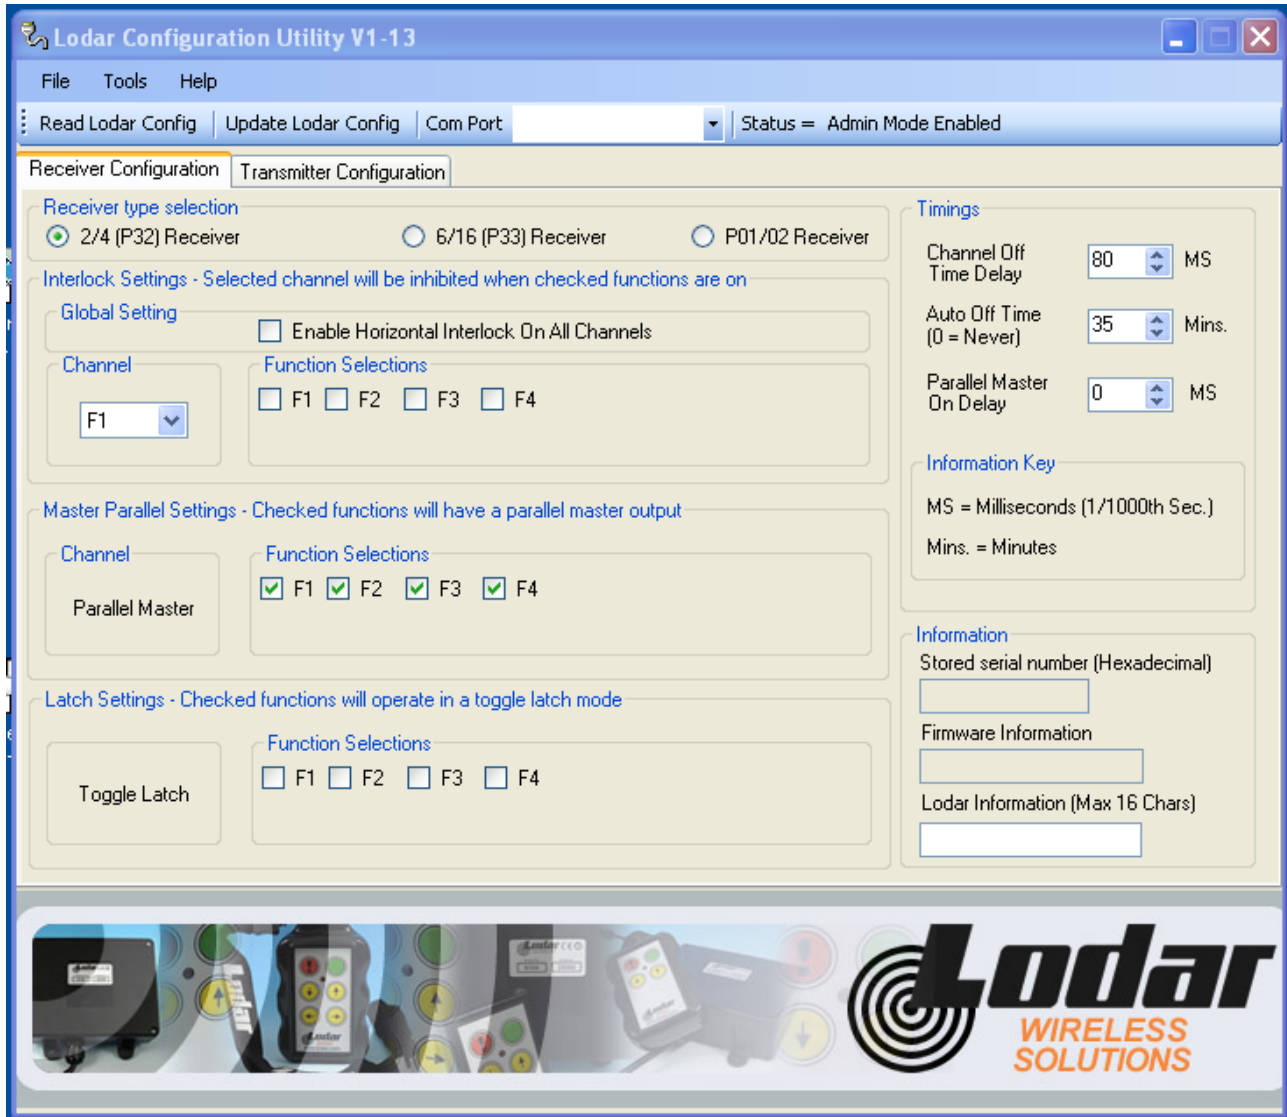 Lodar Configuration Utility V1-13
File Tools Help
Read Lodar Config Update Lodar Config Com Port Status = Admin Mode Enabled
Receiver Configuration Transmitter Configuration
Receiver type selection
2/4 (P32) Receiver 6/16 (P33) Receiver P01/02 Receiver
Interlock Settings - Selected channel will be inhibited when checked functions are on
Global Setting
Enable Horizontal Interlock On All Channels
Channel
F1
Function Selections
F1 F2 F3 F4
Master Parallel Settings - Checked functions will have a parallel master output
Channel
Parallel Master
Function Selections
F1 F2 F3 F4
Latch Settings - Checked functions will operate in a toggle latch mode
Toggle Latch
Function Selections
F1 F2 F3 F4
Timings
Channel Off
Time Delay
80 MS
Auto Off Time
(0 = Never)
35 Mins.
Parallel Master
On Delay
0 MS
Information Key
MS = Milliseconds (1/1000th Sec.)
Mins. = Minutes
Information
Stored serial number (Hexadecimal)
Firmware Information
Lodar Information (Max 16 Chars)
Lodar
Lodar
Lodar
WIRELESS
SOLUTIONS